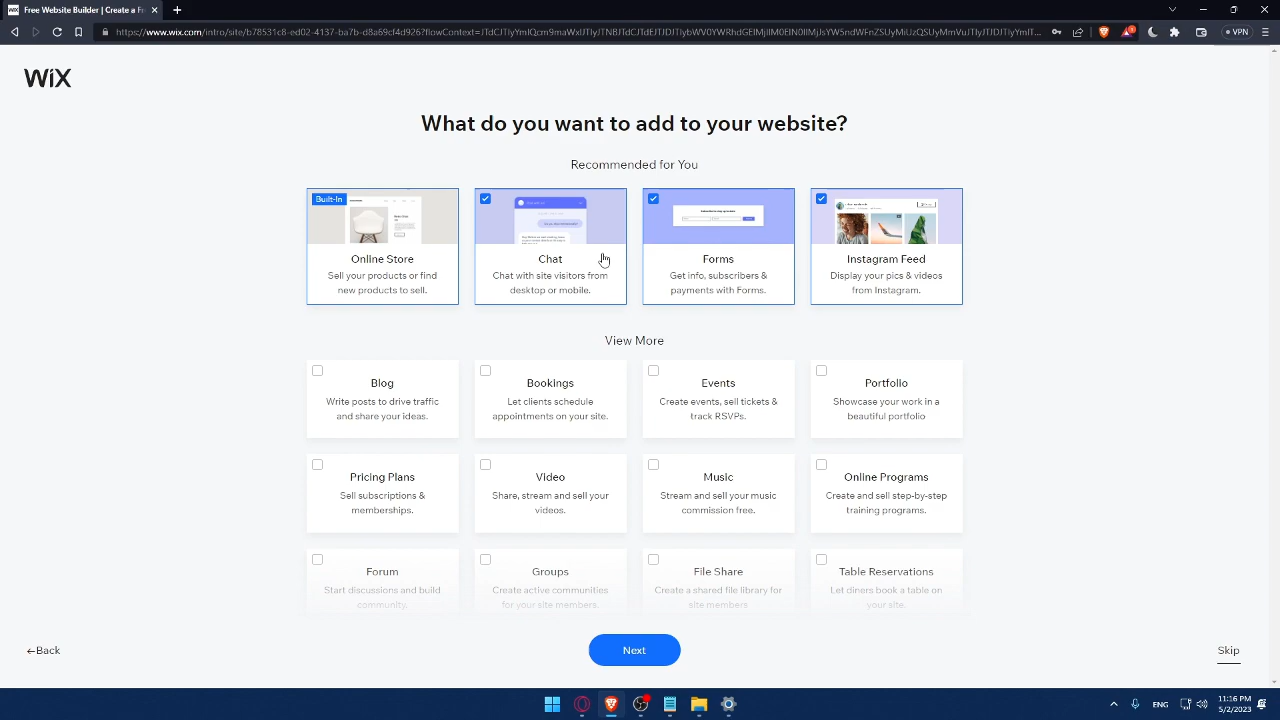 Free Website Builder | Create a Fr
https://www.wix.com/intro/site/
WiX
What do you want to add to your website?
Recommended for You
Built-In
Online Store
Sell your products or find
new products to sell.
Chat
Chat with site visitors from
desktop or mobile.
Forms
Get info, subscribers &
payments with Forms.
Instagram Feed
Display your pics & videos
from Instagram.
View More
Blog
Write posts to drive traffic
and share your ideas.
Bookings
Let clients schedule
appointments on your site.
Events
Create events, sell tickets &
track RSVPs.
Portfolio
Showcase your work in a
beautiful portfolio
Pricing Plans
Sell subscriptions &
memberships.
Video
Share, stream and sell your
videos.
Music
Stream and sell your music
commission free.
Online Programs
Create and sell step-by-step
training programs.
Forum
Start discussions and build
community.
Groups
Create active communities
for your site members.
File Share
Create a shared file library for
site members
Table Reservations
Let diners book a table on
your site.
←Back
Next
Skip
VPN
ENG
11:16 PM
5/2/2023